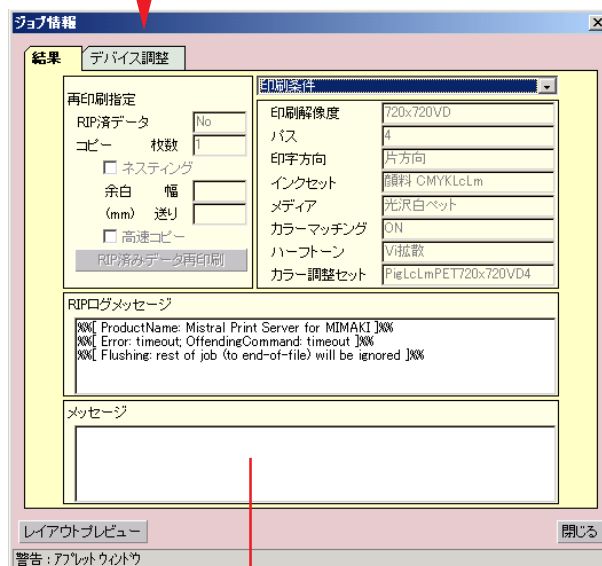 ジョブ情報
結果 デバイス調整
再印刷指定
RIP済データ No
コピー 枚数 1
ネスティング
余白 幅
(mm) 送り
高速コピー
RIP済みデータ再印刷
印刷条件
印刷解像度 720x720VD
パス 4
印字方向 片方向
インクセット 顔料 CMYKLcLm
メディア 光沢白ペット
カラーマッチング ON
ハーフトーン Vi拡散
カラー調整セット PigLcLmPET720x720VD4
RIPログメッセージ
%%[ ProductName: Mistral Print Server for MIMAKI ]%%
%%[ Error: timeout; OffendingCommand: timeout ]%%
%%[ Flushing: rest of job (to end-of-file) will be ignored ]%%
メッセージ
レイアウトプレビュー 閉じる
警告 : アプレット ウィンドウ